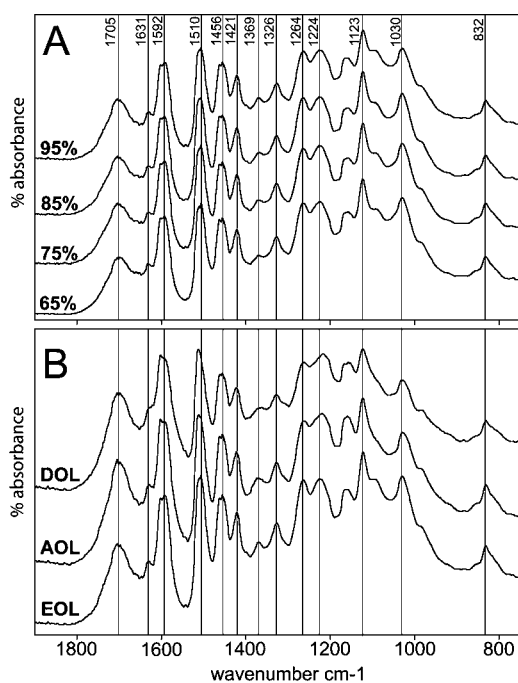 A
1705 1631 1592 1510 1456 1421 1369 1326 1264 1224 1123 1030 832
% absorbance
95%
85%
75%
65%
B
% absorbance
DOL
AOL
EOL
1800 1600 1400 1200 1000 800
wavenumber cm-1